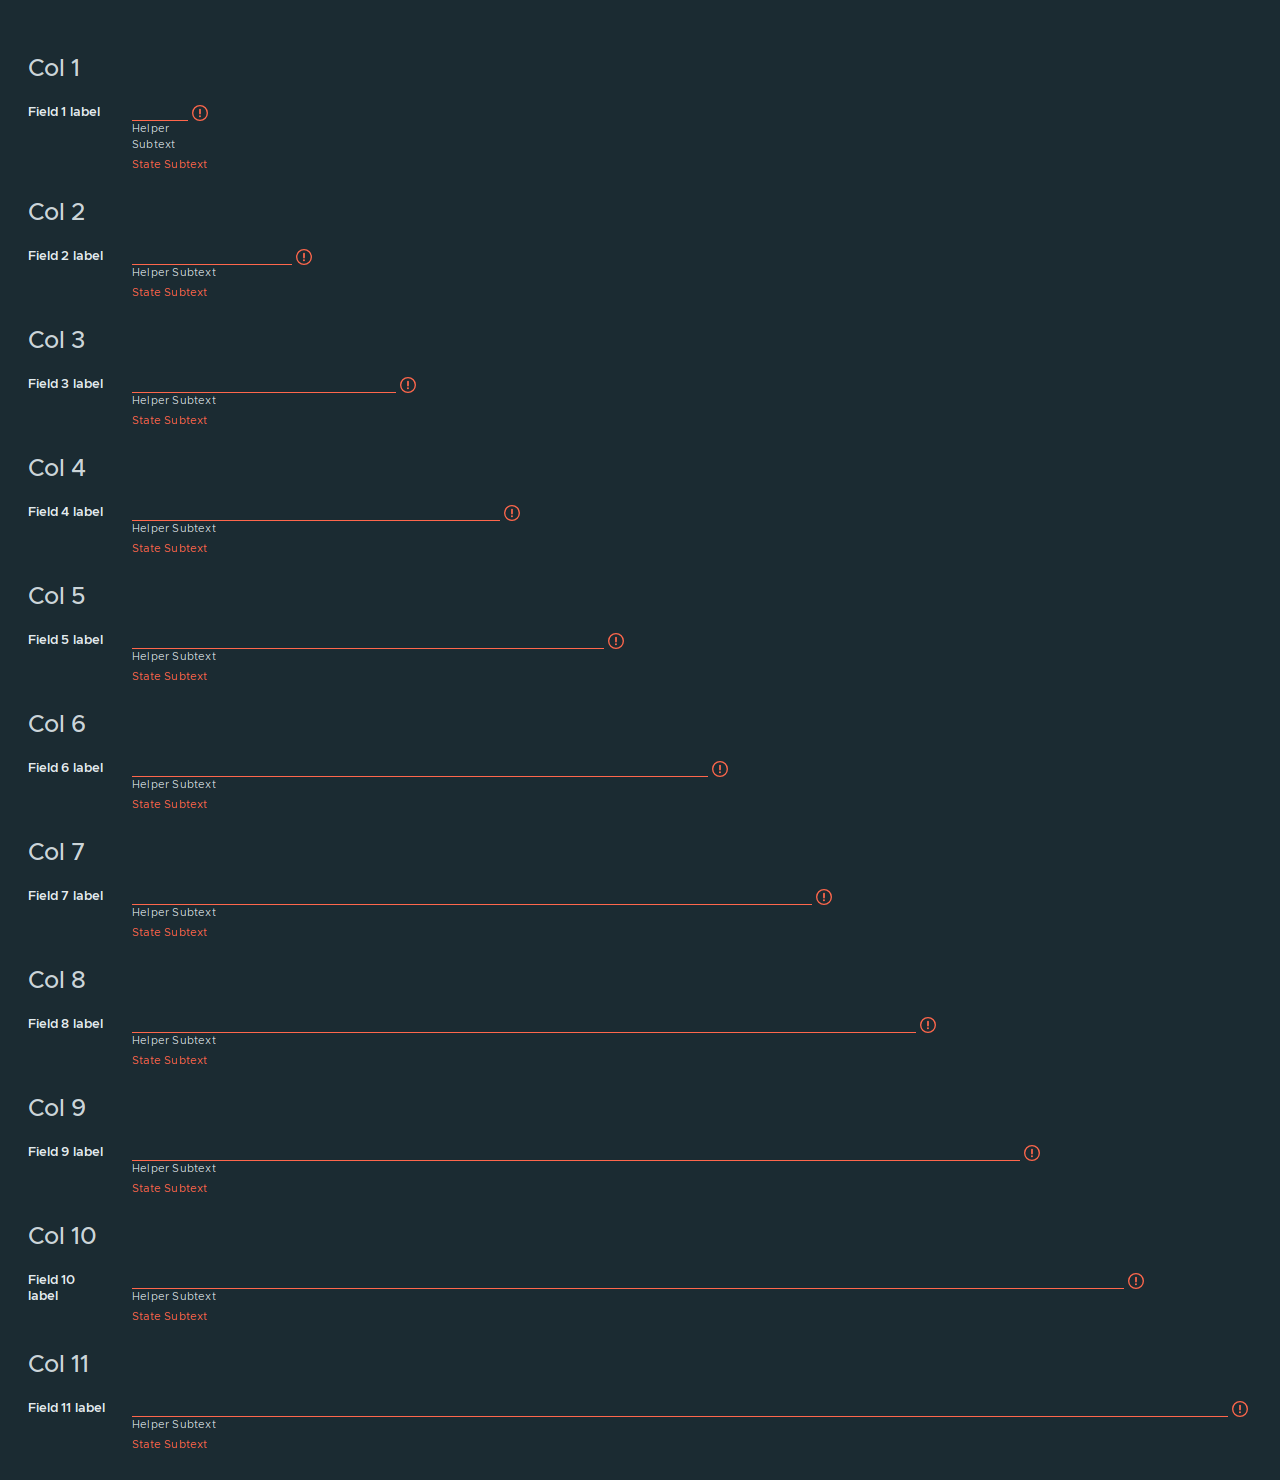 Col 1
Field 1 label
Helper
Subtext
State Subtext
Col 2
Field 2 label
Helper Subtext
State Subtext
Col 3
Field 3 label
Helper Subtext
State Subtext
Col 4
Field 4 label
Helper Subtext
State Subtext
Col 5
Field 5 label
Helper Subtext
State Subtext
Col 6
Field 6 label
Helper Subtext
State Subtext
Col 7
Field 7 label
Helper Subtext
State Subtext
Col 8
Field 8 label
Helper Subtext
State Subtext
Col 9
Field 9 label
Helper Subtext
State Subtext
Col 10
Field 10
label
Helper Subtext
State Subtext
Col 11
Field 11 label
Helper Subtext
State Subtext